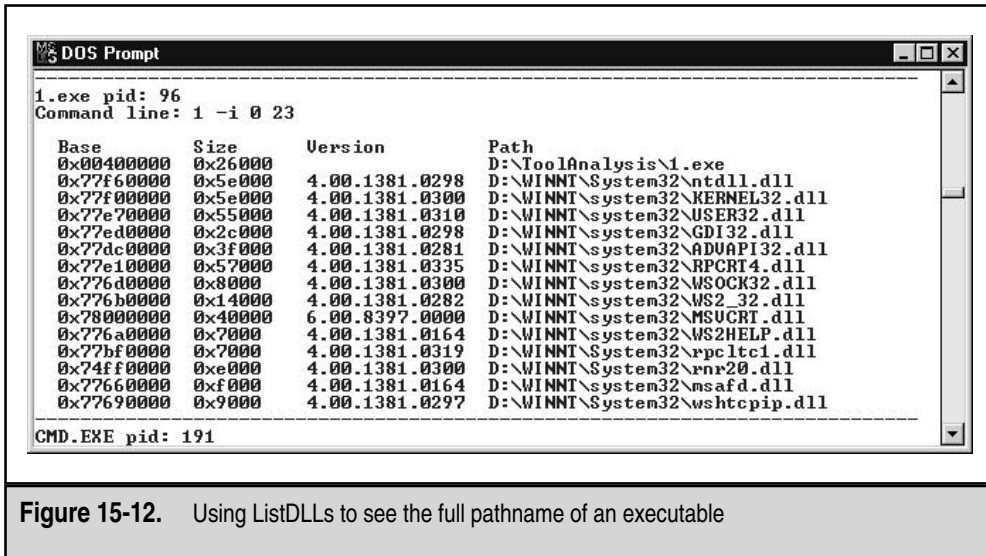 DOS Prompt
1.exe pid: 96
Command line: 1 -i 0 23
Base Size Version Path
0x00400000 0x26000 D:\ToolAnalysis\1.exe
0x77f60000 0x5e000 4.00.1381.0298 D:\WINNT\System32\ntdll.dll
0x77f00000 0x5e000 4.00.1381.0300 D:\WINNT\system32\KERNEL32.dll
0x77e70000 0x55000 4.00.1381.0310 D:\WINNT\system32\USER32.dll
0x77ed0000 0x2c000 4.00.1381.0298 D:\WINNT\system32\GDI32.dll
0x77dc0000 0x3f000 4.00.1381.0281 D:\WINNT\system32\ADVAPI32.dll
0x77e10000 0x57000 4.00.1381.0335 D:\WINNT\system32\RPCRT4.dll
0x776d0000 0x8000 4.00.1381.0300 D:\WINNT\system32\WSOCK32.dll
0x776b0000 0x14000 4.00.1381.0282 D:\WINNT\system32\WS2_32.dll
0x78000000 0x40000 6.00.8397.0000 D:\WINNT\system32\MSVCRT.dll
0x776a0000 0x7000 4.00.1381.0164 D:\WINNT\system32\WS2HELP.dll
0x77bf0000 0x7000 4.00.1381.0319 D:\WINNT\System32\rpcltc1.dll
0x74ff0000 0xe000 4.00.1381.0300 D:\WINNT\System32\rnr20.dll
0x77660000 0xf000 4.00.1381.0164 D:\WINNT\system32\msafd.dll
0x77690000 0x9000 4.00.1381.0297 D:\WINNT\System32\wshtcpip.dll
CMD.EXE pid: 191
Figure 15-12. Using ListDLLs to see the full pathname of an executable